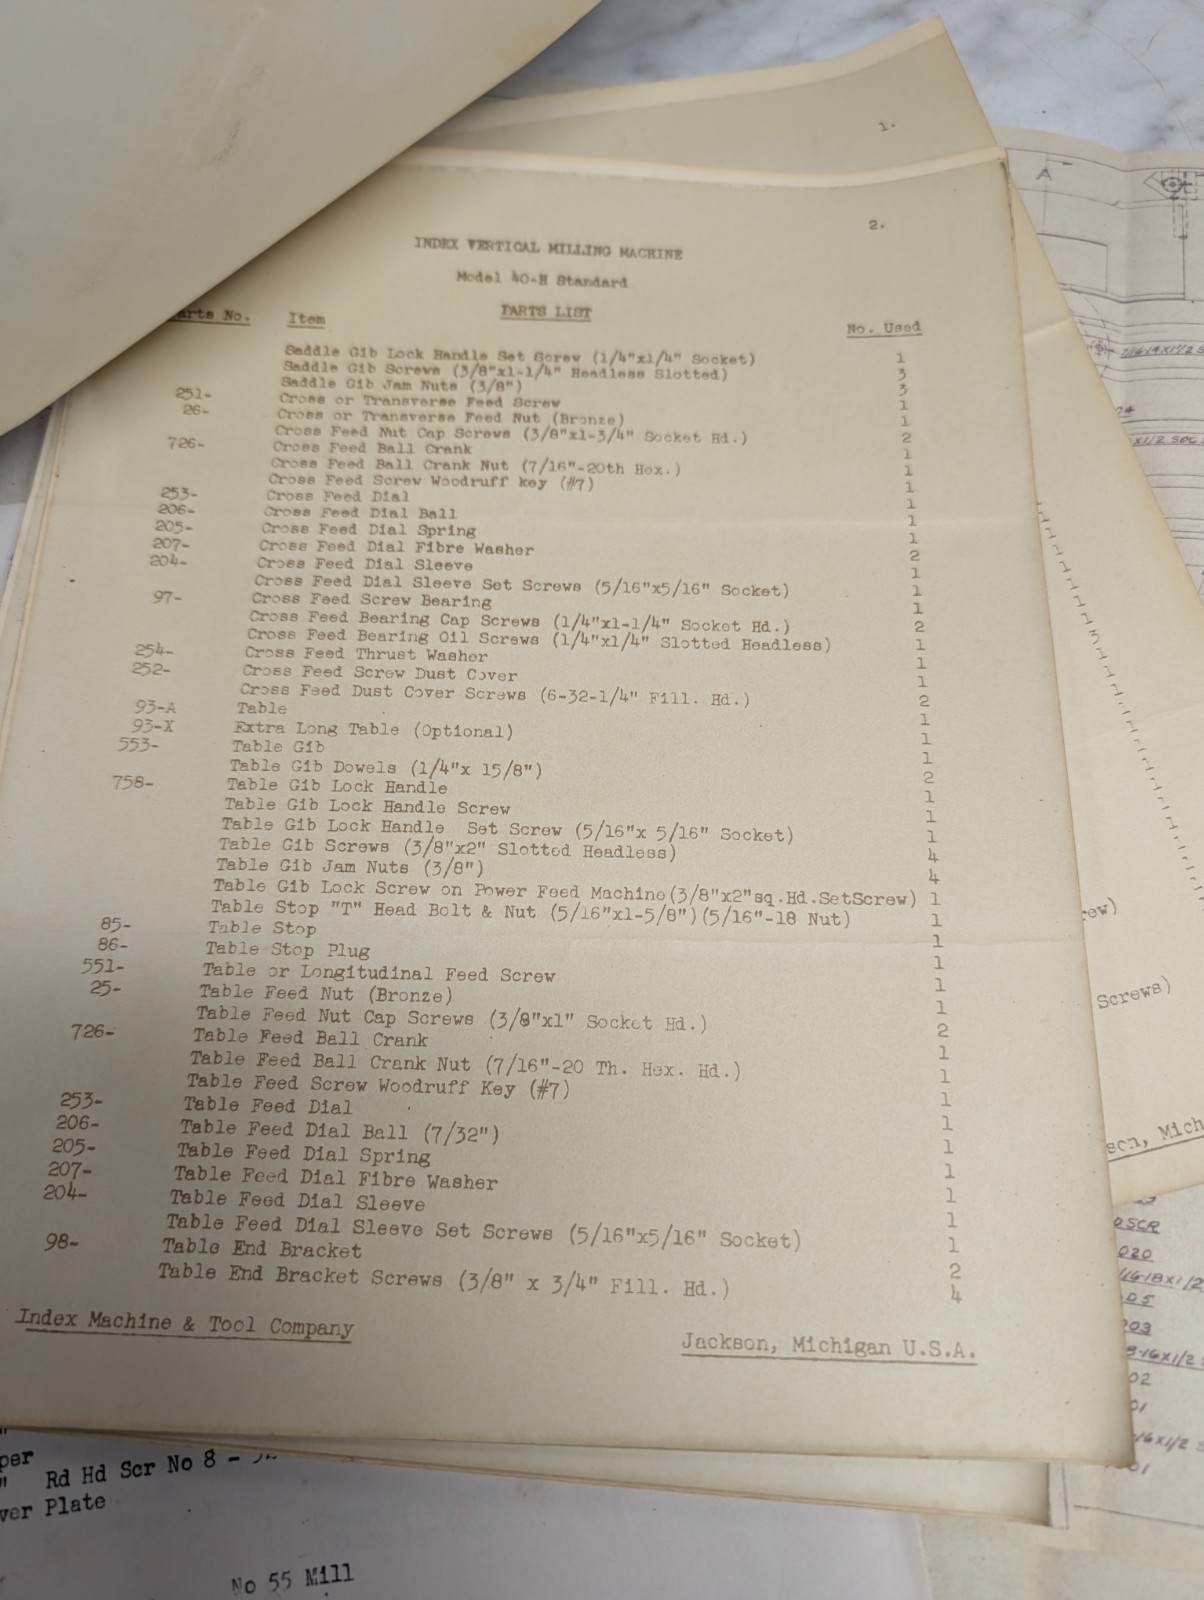 1.
2.
INDEX VERTICAL MILLING MACHINE
Model 40-H Standard
PARTS LIST
arts No. Item No. Used
Saddle Gib Lock Handle Set Screw (1/4"x1/4" Socket) 1
Saddle Gib Screws (3/8"x1-1/4" Headless Slotted) 3
Saddle Gib Jam Nuts (3/8") 3
251- Cross or Transverse Feed Screw 1
26- Cross or Transverse Feed Nut (Bronze) 1
Cross Feed Nut Cap Screws (3/8"x1-3/4" Socket Hd.) 2
726- Cross Feed Ball Crank 1
Cross Feed Ball Crank Nut (7/16"-20th Hex.) 1
Cross Feed Screw Woodruff key (#7) 1
253- Cross Feed Dial 1
206- Cross Feed Dial Ball 1
205- Cross Feed Dial Spring 1
207- Cross Feed Dial Fibre Washer 2
204- Cross Feed Dial Sleeve 1
Cross Feed Dial Sleeve Set Screws (5/16"x5/16" Socket) 1
97- Cross Feed Screw Bearing 1
Cross Feed Bearing Cap Screws (1/4"x1-1/4" Socket Hd.) 2
Cross Feed Bearing Oil Screws (1/4"x1/4" Slotted Headless) 1
254- Cross Feed Thrust Washer 1
252- Cross Feed Screw Dust Cover 1
Cross Feed Dust Cover Screws (6-32-1/4" Fill. Hd.) 2
93-A Table 1
93-X Extra Long Table (Optional) 1
553- Table Gib 1
Table Gib Dowels (1/4"x 15/8") 2
758- Table Gib Lock Handle 1
Table Gib Lock Handle Screw 1
Table Gib Lock Handle Set Screw (5/16"x 5/16" Socket) 1
Table Gib Screws (3/8"x2" Slotted Headless) 4
Table Gib Jam Nuts (3/8") 4
Table Gib Lock Screw on Power Feed Machine(3/8"x2"sq.Hd.SetScrew) 1
Table Stop "T" Head Bolt & Nut (5/16"x1-5/8")(5/16"-18 Nut) 1
85- Table Stop 1
86- Table Stop Plug 1
551- Table or Longitudinal Feed Screw 1
25- Table Feed Nut (Bronze) 1
Table Feed Nut Cap Screws (3/8"x1" Socket Hd.) 2
726- Table Feed Ball Crank 1
Table Feed Ball Crank Nut (7/16"-20 Th. Hex. Hd.) 1
Table Feed Screw Woodruff Key (#7) 1
253- Table Feed Dial 1
206- Table Feed Dial Ball (7/32") 1
205- Table Feed Dial Spring 1
207- Table Feed Dial Fibre Washer 1
204- Table Feed Dial Sleeve 1
Table Feed Dial Sleeve Set Screws (5/16"x5/16" Socket) 1
98- Table End Bracket 2
Table End Bracket Screws (3/8" x 3/4" Fill. Hd.) 4
Index Machine & Tool Company Jackson, Michigan U.S.A.
A
rew)
Screws)
son, Mich
OSCR
020
D5
003
02
01
per
" Rd Hd Scr No 8 -
ver Plate
No 55 Mill